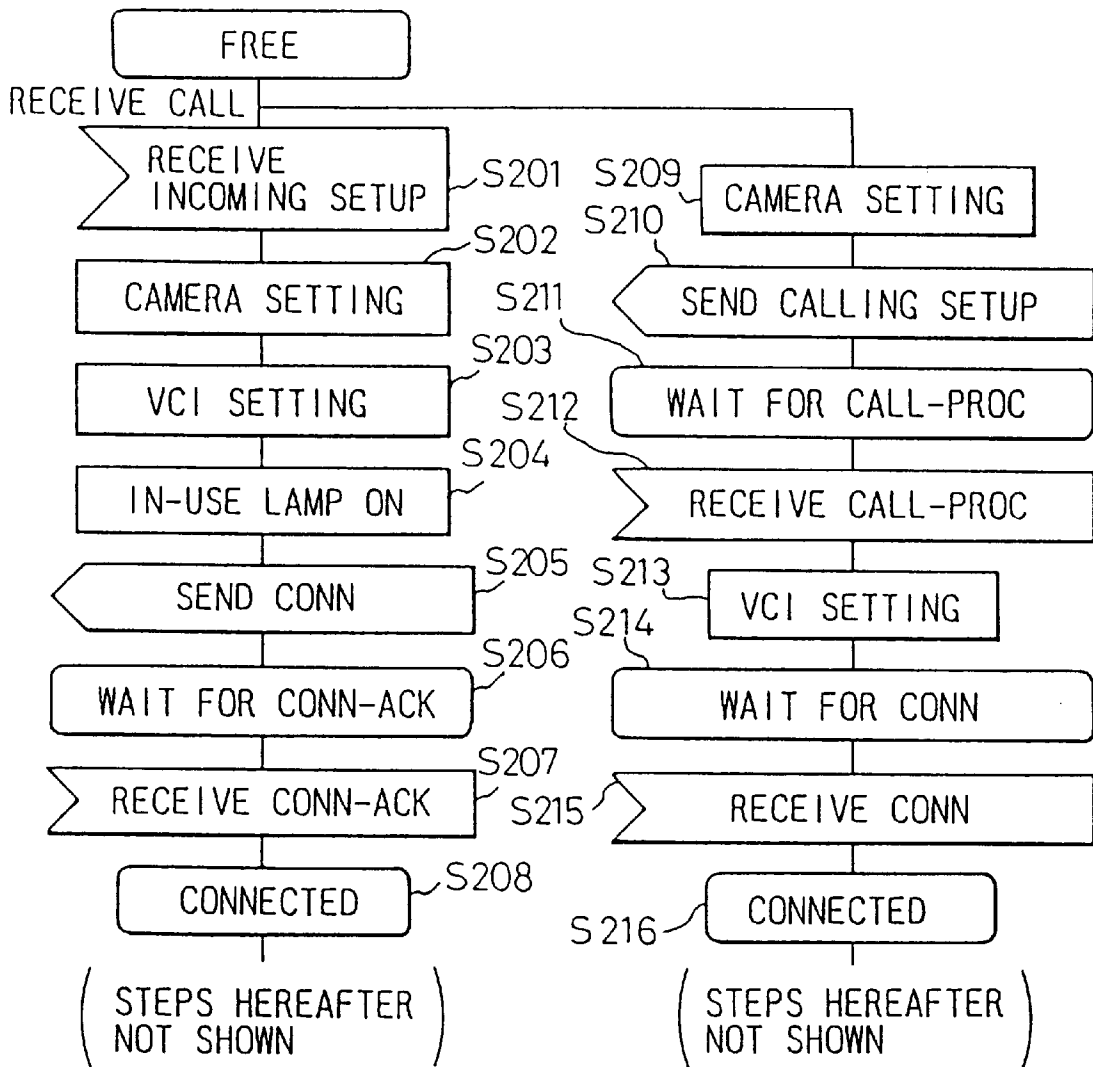 FREE
RECEIVE CALL
RECEIVE
INCOMING SETUP
S201
S202
CAMERA SETTING
S203
VCI SETTING
S204
IN-USE LAMP ON
S205
SEND CONN
S206
WAIT FOR CONN-ACK
S207
RECEIVE CONN-ACK
S208
CONNECTED
(STEPS HEREAFTER
NOT SHOWN)
S209
CAMERA SETTING
S210
SEND CALLING SETUP
S211
WAIT FOR CALL-PROC
S212
RECEIVE CALL-PROC
S213
VCI SETTING
S214
WAIT FOR CONN
S215
RECEIVE CONN
S216
CONNECTED
(STEPS HEREAFTER
NOT SHOWN)